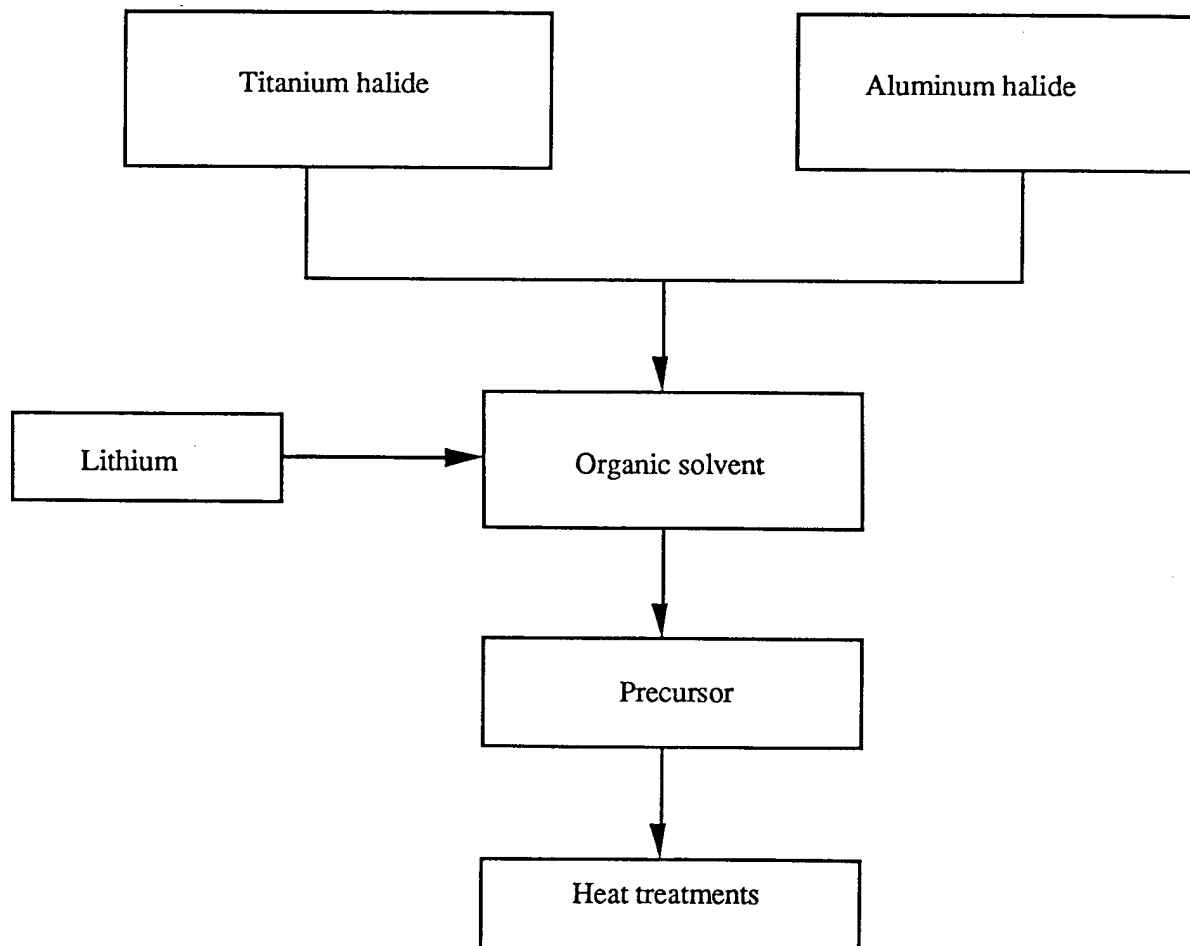 Titanium halide
Aluminum halide
Lithium
Organic solvent
Precursor
Heat treatments